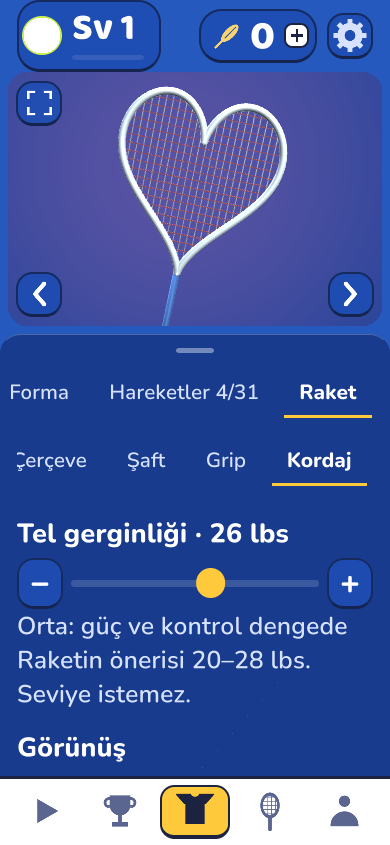 Sv 1
0
Forma Hareketler 4/31 Raket
Çerçeve Şaft Grip Kordaj
Tel gerginliği · 26 lbs
Orta: güç ve kontrol dengede
Raketin önerisi 20–28 lbs.
Seviye istemez.
Görünüş